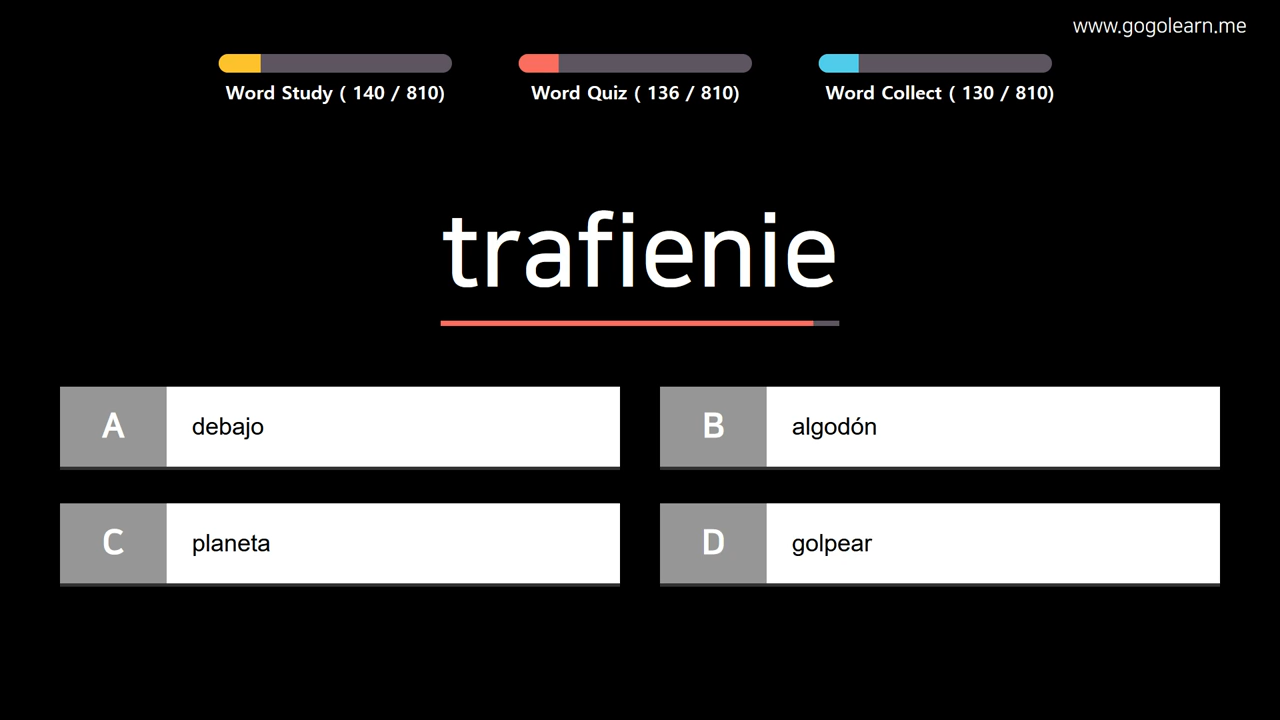 www.gogolearn.me
Word Study ( 140 / 810)
Word Quiz ( 136 / 810)
Word Collect ( 130 / 810)
trafienie
A debajo
B algodón
C planeta
D golpear